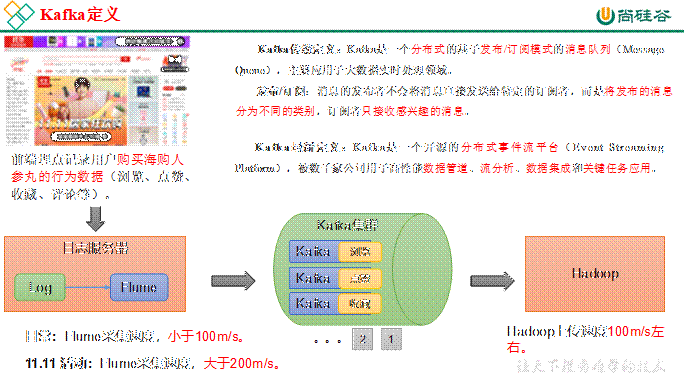 Kafka定义
尚硅谷
Kafka传统定义：Kafka是一个分布式的基于发布/订阅模式的消息队列（Message
Queue），主要应用于大数据实时处理领域。
发布/订阅：消息的发布者不会将消息直接发送给特定的订阅者，而是将发布的消息
分为不同的类别，订阅者只接收感兴趣的消息。
Kafka最新定义：Kafka是一个开源的分布式事件流平台（Event Streaming
Platform），被数千家公司用于高性能数据管道、流分析、数据集成和关键任务应用。
前端埋点记录用户购买海狗人
参丸的行为数据（浏览、点赞、
收藏、评论等）。
日志服务器
Log
Flume
Kafka集群
Kafka
Kafka
Kafka
2
1
Hadoop
日常：Flume采集速度，小于100m/s。
11.11 活动：Flume采集速度，大于200m/s。
Hadoop上传速度100m/s左
右。
让天下没有难学的技术